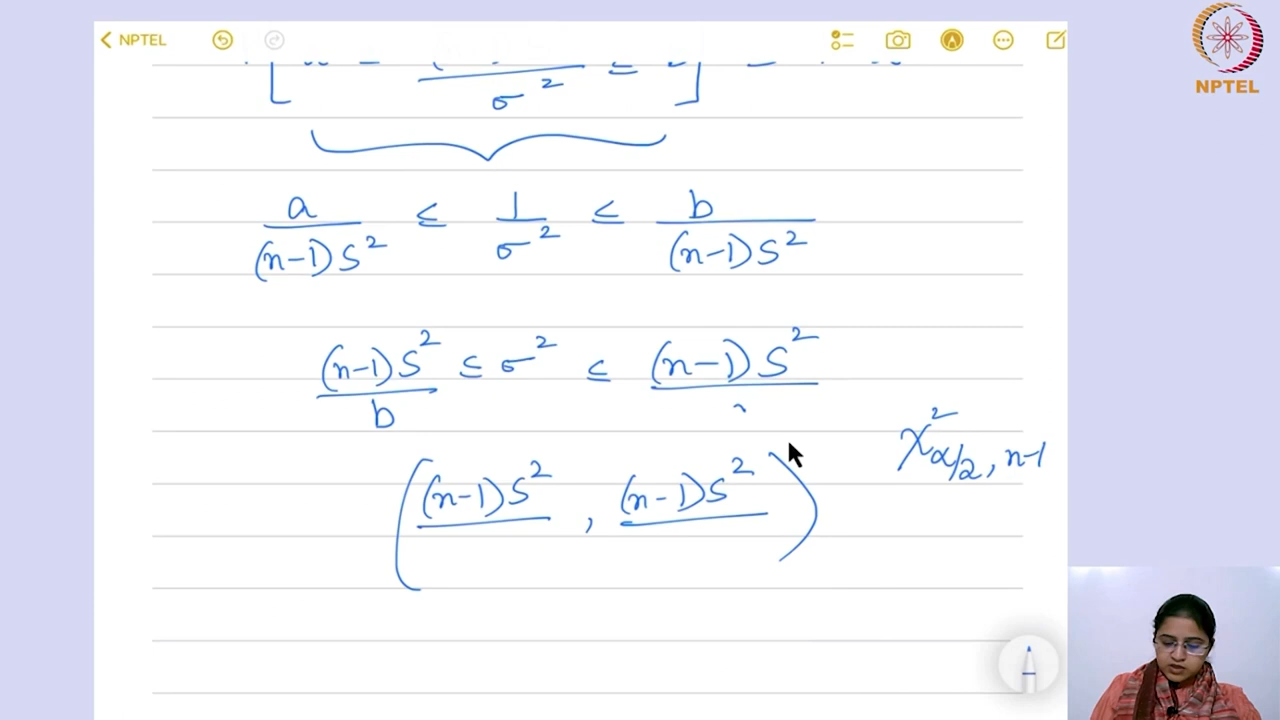 NPTEL
NPTEL
σ²
a/((n-1)S²) ≤ 1/σ² ≤ b/((n-1)S²)
((n-1)S²)/b ≤ σ² ≤ (n-1)S²
χ²α/2, n-1
((n-1)S² , (n-1)S²)